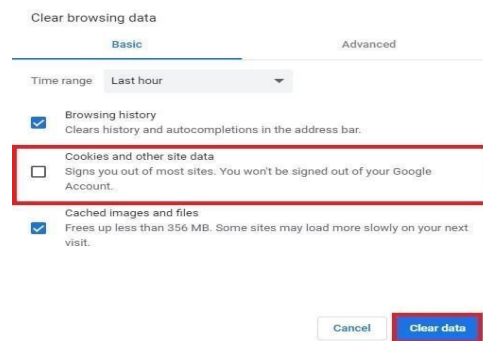 Clear browsing data
Basic Advanced
Time range Last hour
Browsing history
Clears history and autocompletions in the address bar.
Cookies and other site data
Signs you out of most sites. You won't be signed out of your Google
Account.
Cached images and files
Frees up less than 356 MB. Some sites may load more slowly on your next
visit.
Cancel Clear data